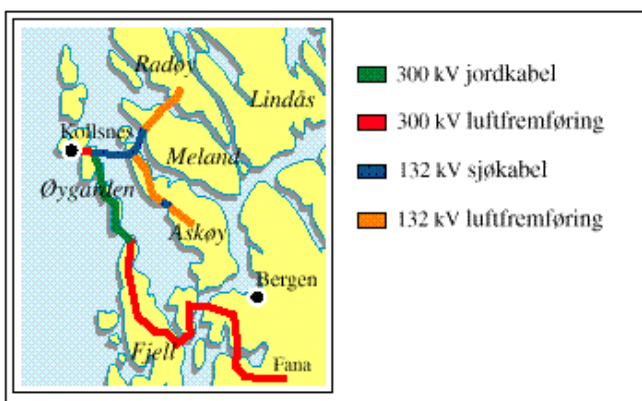 Radøy
Lindås
Kollsnes
Meland
Øygarden
Askøy
Bergen
Fjell
Fana
300 kV jordkabel
300 kV luftfremføring
132 kV sjøkabel
132 kV luftfremføring